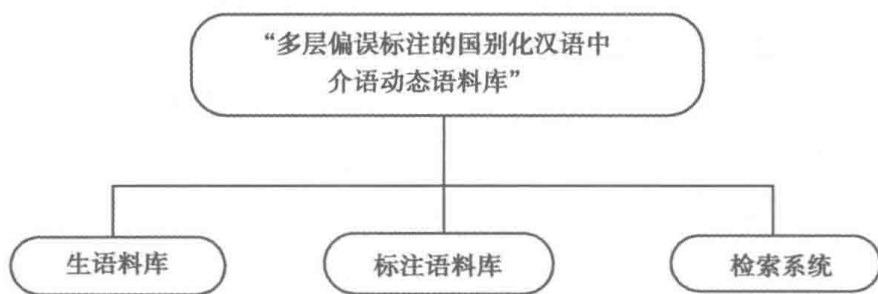 “多层偏误标注的国别化汉语中
介语动态语料库”
生语料库
标注语料库
检索系统